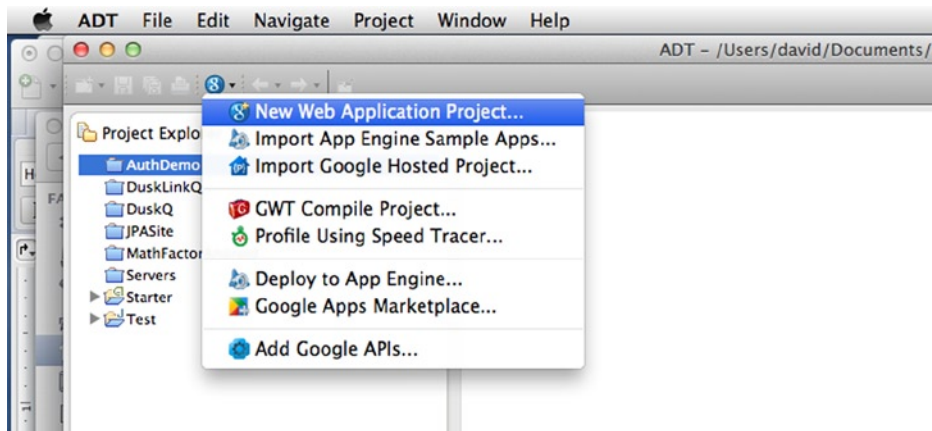 ADT File Edit Navigate Project Window Help
ADT – /Users/david/Documents/
New Web Application Project...
Import App Engine Sample Apps...
Import Google Hosted Project...
GWT Compile Project...
Profile Using Speed Tracer...
Deploy to App Engine...
Google Apps Marketplace...
Add Google APIs...
Project Explo
AuthDemo
DuskLinkQ
DuskQ
JPASite
MathFactor
Servers
Starter
Test
H
FA